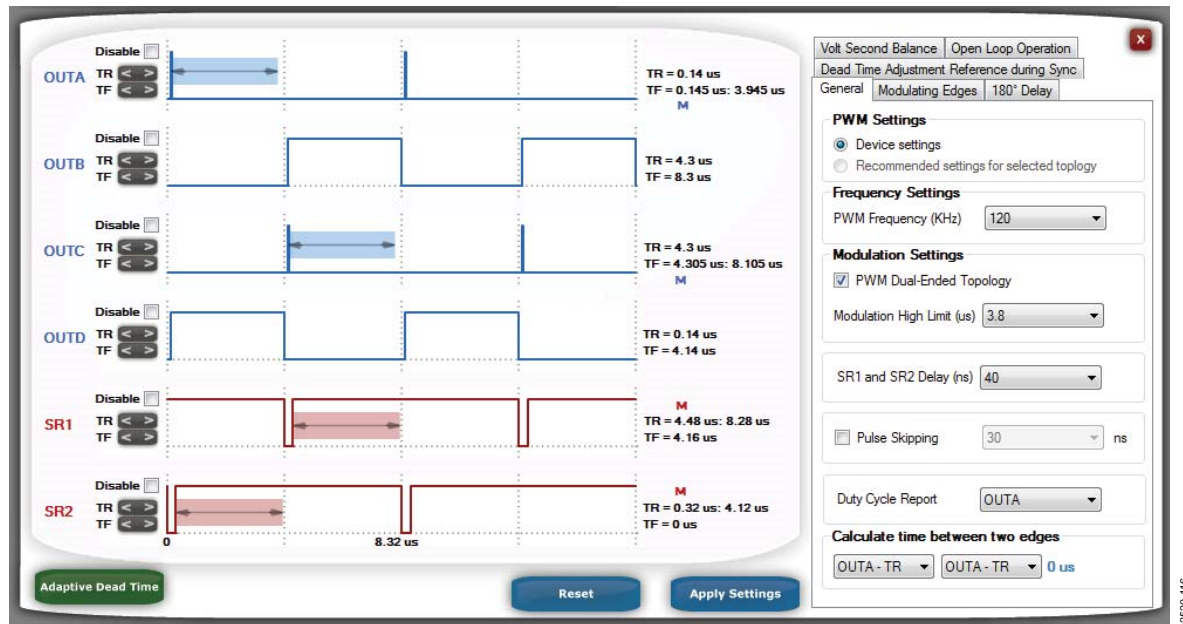 Disable
OUTA TR < >
TF < >
TR = 0.14 us
TF = 0.145 us: 3.945 us
M
Disable
OUTB TR < >
TF < >
TR = 4.3 us
TF = 8.3 us
Disable
OUTC TR < >
TF < >
TR = 4.3 us
TF = 4.305 us: 8.105 us
M
Disable
OUTD TR < >
TF < >
TR = 0.14 us
TF = 4.14 us
Disable
SR1 TR < >
TF < >
M
TR = 4.48 us: 8.28 us
TF = 4.16 us
Disable
SR2 TR < >
TF < >
M
TR = 0.32 us: 4.12 us
TF = 0 us
0 8.32 us
Adaptive Dead Time
Reset
Apply Settings
X
Volt Second Balance Open Loop Operation
Dead Time Adjustment Reference during Sync
General Modulating Edges 180° Delay
PWM Settings
Device settings
Recommended settings for selected toplogy
Frequency Settings
PWM Frequency (KHz) 120
Modulation Settings
PWM Dual-Ended Topology
Modulation High Limit (us) 3.8
SR1 and SR2 Delay (ns) 40
Pulse Skipping 30 ns
Duty Cycle Report OUTA
Calculate time between two edges
OUTA - TR OUTA - TR 0 us